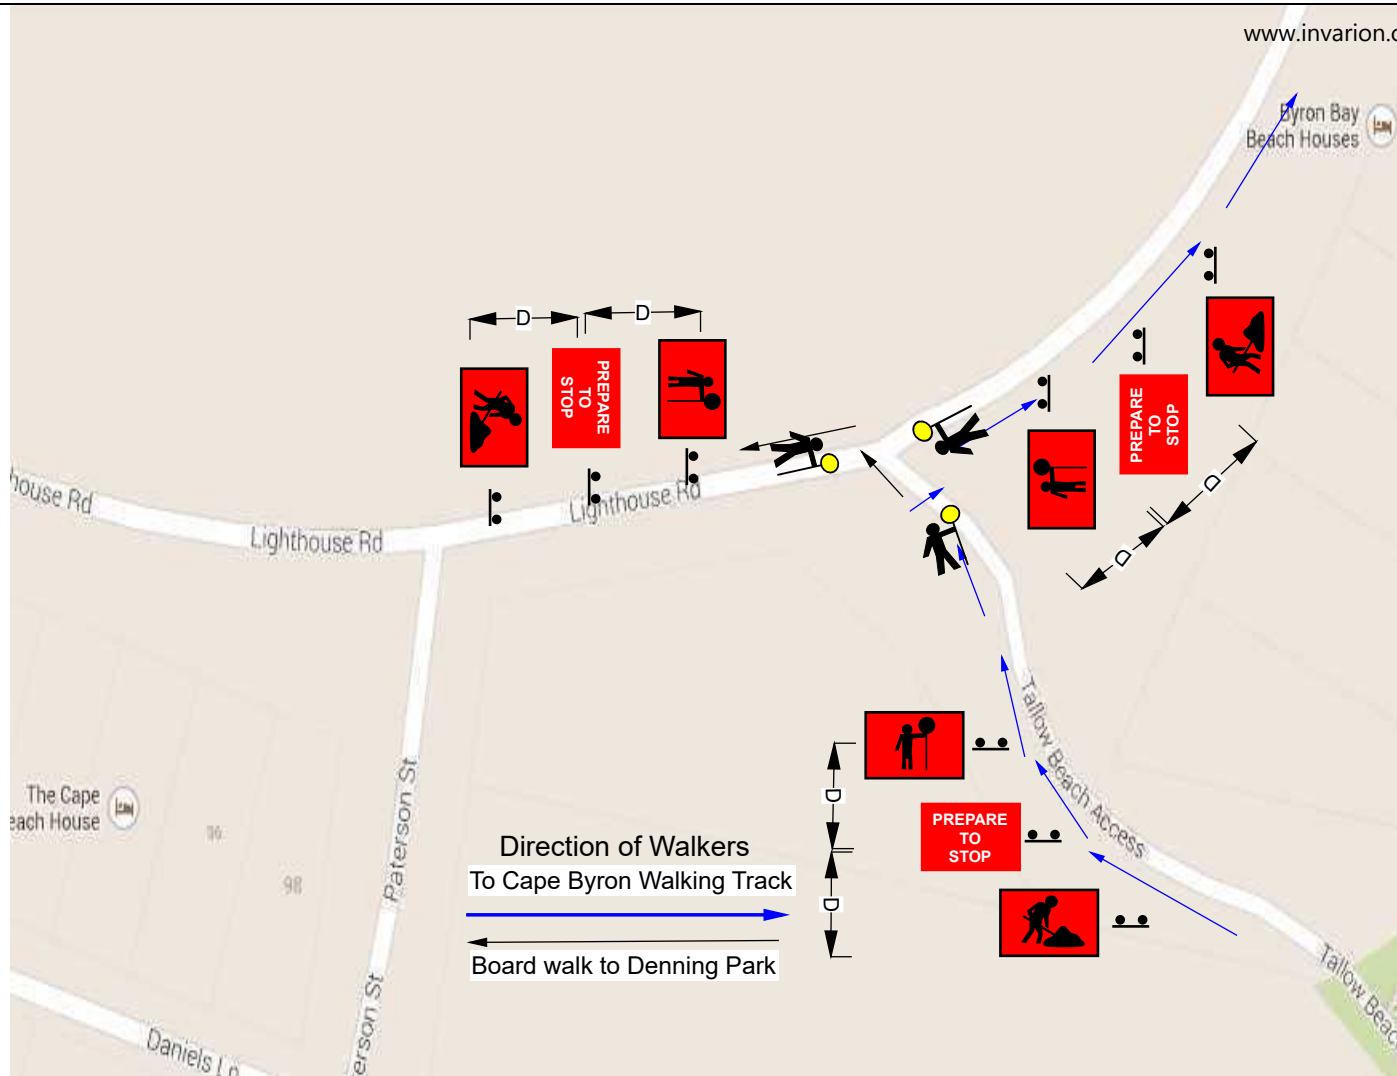 www.invarion.c
Byron Bay
Beach Houses
D
D
PREPARE
TO
STOP
PREPARE
TO
STOP
D
D
house Rd
Lighthouse Rd
Lighthouse Rd
Tallow Beach Access
Paterson St
The Cape
each House
98
D
D
PREPARE
TO
STOP
Direction of Walkers
To Cape Byron Walking Track
Board walk to Denning Park
Tallow Beac
erson St
Daniels Ln